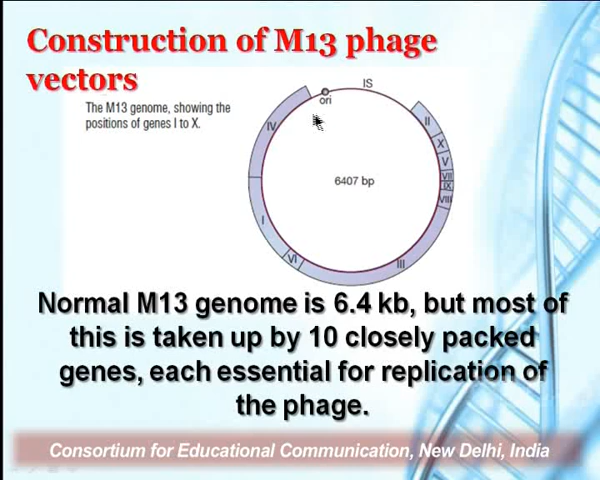 Construction of M13 phage
vectors
The M13 genome, showing the
positions of genes I to X.
IS
ori
II
IV
X
V
VII
IX
VIII
6407 bp
I
VI
III
Normal M13 genome is 6.4 kb, but most of
this is taken up by 10 closely packed
genes, each essential for replication of
the phage.
Consortium for Educational Communication, New Delhi, India